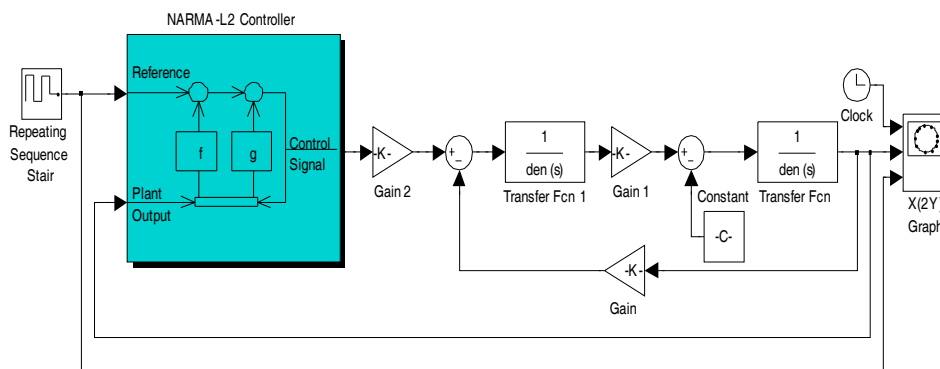 NARMA -L2 Controller
Reference
Repeating
Sequence
Stair
f
g
Control
Signal
Plant
Output
-K-
Gain 2
+
_
1
den (s)
Transfer Fcn 1
-K-
Gain 1
+
_
Constant
-C-
1
den (s)
Transfer Fcn
Clock
X(2Y)
Graph
-K-
Gain